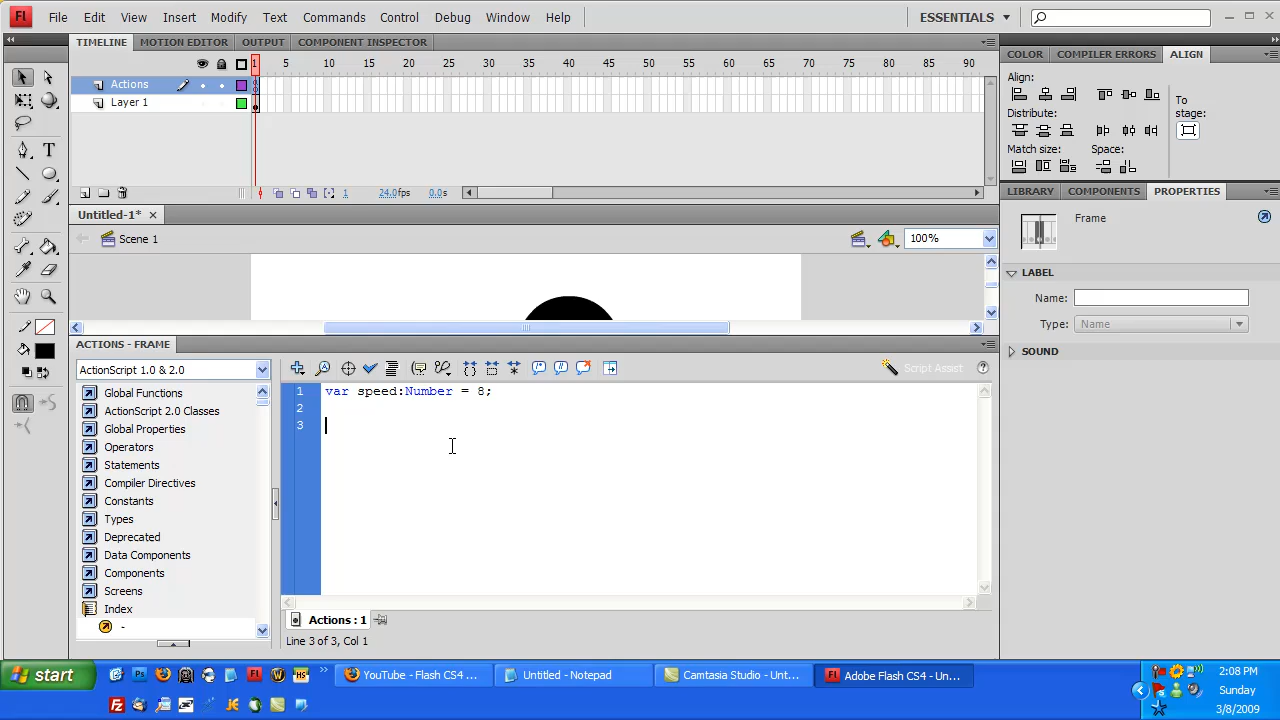 Fl File Edit View Insert Modify Text Commands Control Debug Window Help ESSENTIALS
TIMELINE MOTION EDITOR OUTPUT COMPONENT INSPECTOR
1 5 10 15 20 25 30 35 40 45 50 55 60 65 70 75 80 85 90
Actions
Layer 1
1 24.0fps 0.0s
Untitled-1*
Scene 1
100%
ACTIONS - FRAME
ActionScript 1.0 & 2.0
Script Assist
Global Functions
ActionScript 2.0 Classes
Global Properties
Operators
Statements
Compiler Directives
Constants
Types
Deprecated
Data Components
Components
Screens
Index
-
1 var speed:Number = 8;
2
3
Actions : 1
Line 3 of 3, Col 1
COLOR COMPILER ERRORS ALIGN
Align:
To
stage:
Distribute:
Match size: Space:
LIBRARY COMPONENTS PROPERTIES
Frame
LABEL
Name:
Type: Name
SOUND
start
YouTube - Flash CS4 ...
Untitled - Notepad
Camtasia Studio - Unt...
Adobe Flash CS4 - Un...
2:08 PM
Sunday
3/8/2009